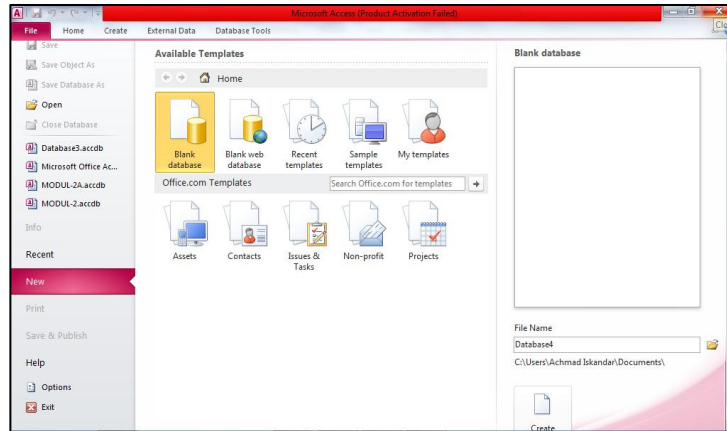 Microsoft Access (Product Activation Failed)
File Home Create External Data Database Tools
Save
Save Object As
Save Database As
Open
Close Database
Database3.accdb
Microsoft Office Ac...
MODUL-2A.accdb
MODUL-2.accdb
Info
Recent
New
Print
Save & Publish
Help
Options
Exit
Available Templates
Home
Blank database
Blank web database
Recent templates
Sample templates
My templates
Office.com Templates
Search Office.com for templates
Assets
Contacts
Issues & Tasks
Non-profit
Projects
Blank database
File Name
Database4
C:\Users\Achmad Iskandar\Documents\
Create